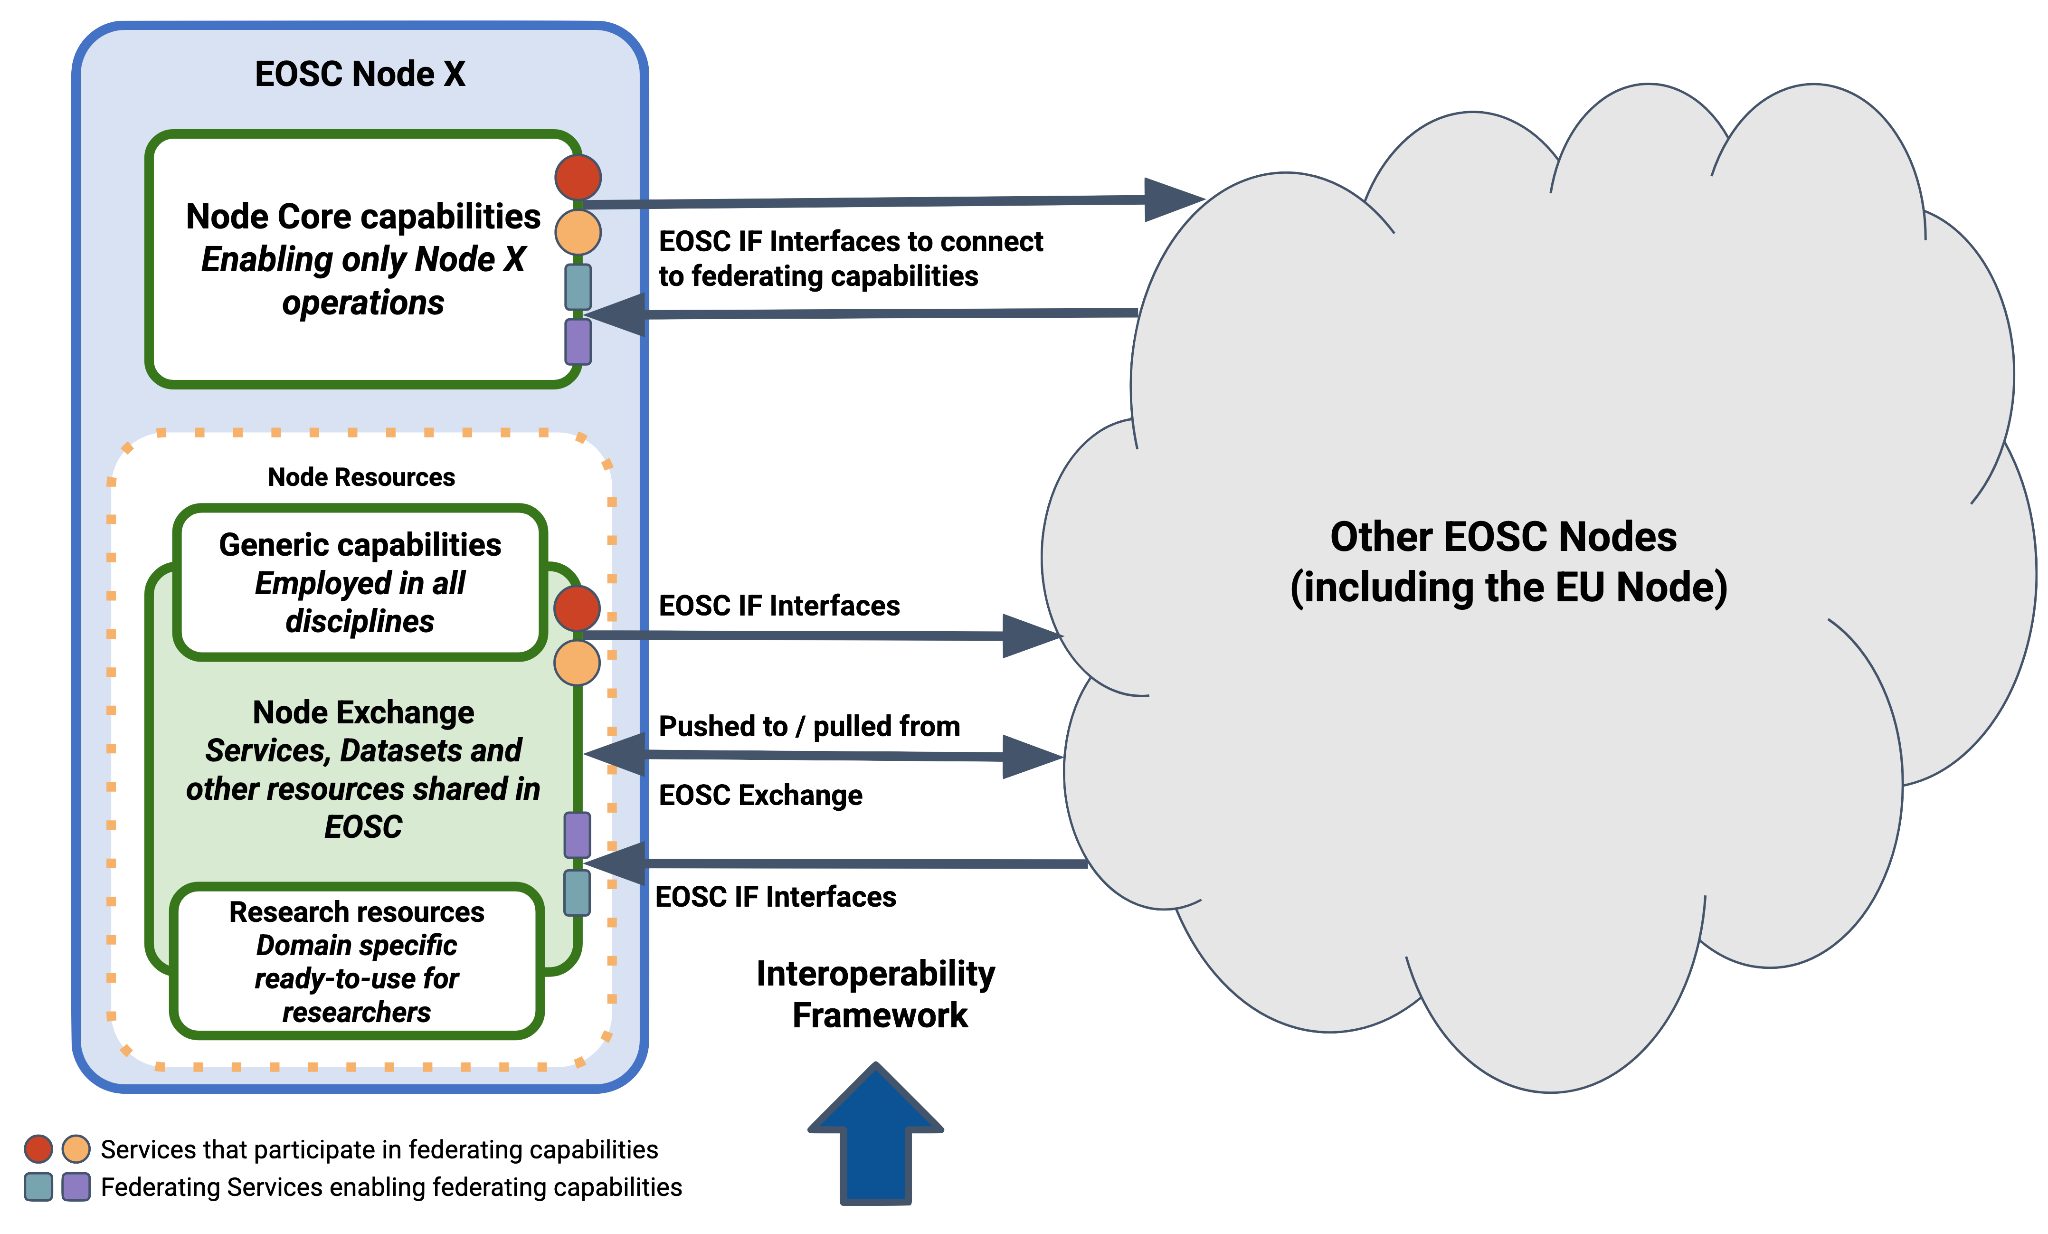 EOSC Node X
Node Core capabilities
Enabling only Node X
operations
EOSC IF Interfaces to connect
to federating capabilities
Node Resources
Generic capabilities
Employed in all
disciplines
Node Exchange
Services, Datasets and
other resources shared in
EOSC
Research resources
Domain specific
ready-to-use for
researchers
EOSC IF Interfaces
Pushed to / pulled from
EOSC Exchange
EOSC IF Interfaces
Interoperability
Framework
Other EOSC Nodes
(including the EU Node)
Services that participate in federating capabilities
Federating Services enabling federating capabilities